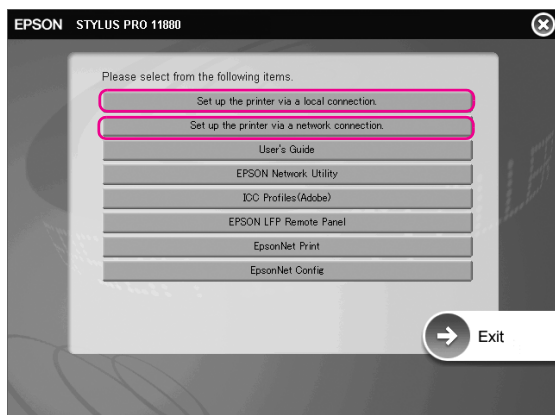 EPSON STYLUS PRO 11880
Please select from the following items.
Set up the printer via a local connection.
Set up the printer via a network connection.
User's Guide
EPSON Network Utility
ICC Profiles(Adobe)
EPSON LFP Remote Panel
EpsonNet Print
EpsonNet Config
Exit